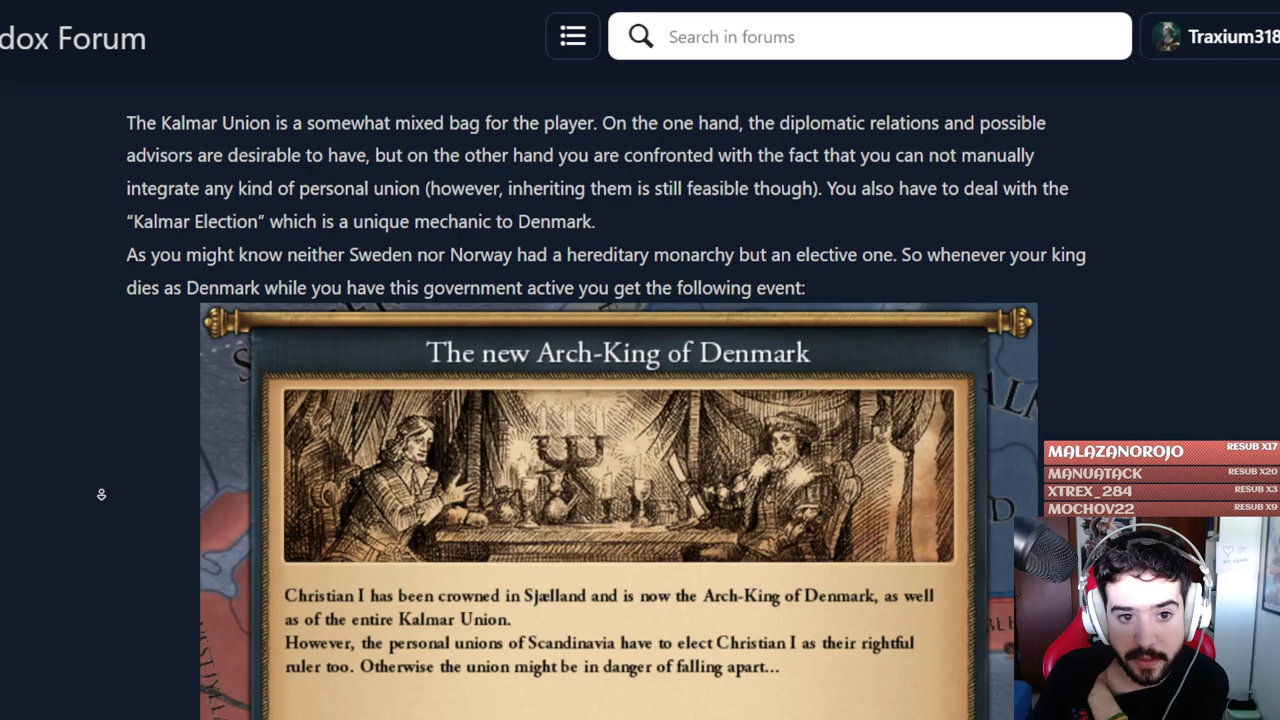 dox Forum
Search in forums
Traxium318
The Kalmar Union is a somewhat mixed bag for the player. On the one hand, the diplomatic relations and possible
advisors are desirable to have, but on the other hand you are confronted with the fact that you can not manually
integrate any kind of personal union (however, inheriting them is still feasible though). You also have to deal with the
“Kalmar Election” which is a unique mechanic to Denmark.
As you might know neither Sweden nor Norway had a hereditary monarchy but an elective one. So whenever your king
dies as Denmark while you have this government active you get the following event:
The new Arch-King of Denmark
Christian I has been crowned in Sjælland and is now the Arch-King of Denmark, as well
as of the entire Kalmar Union.
However, the personal unions of Scandinavia have to elect Christian I as their rightful
ruler too. Otherwise the union might be in danger of falling apart...
MALAZANOROJO RESUB X17
MANUATACK RESUB X20
XTREX_284 RESUB X3
MOCHOV22 RESUB X9